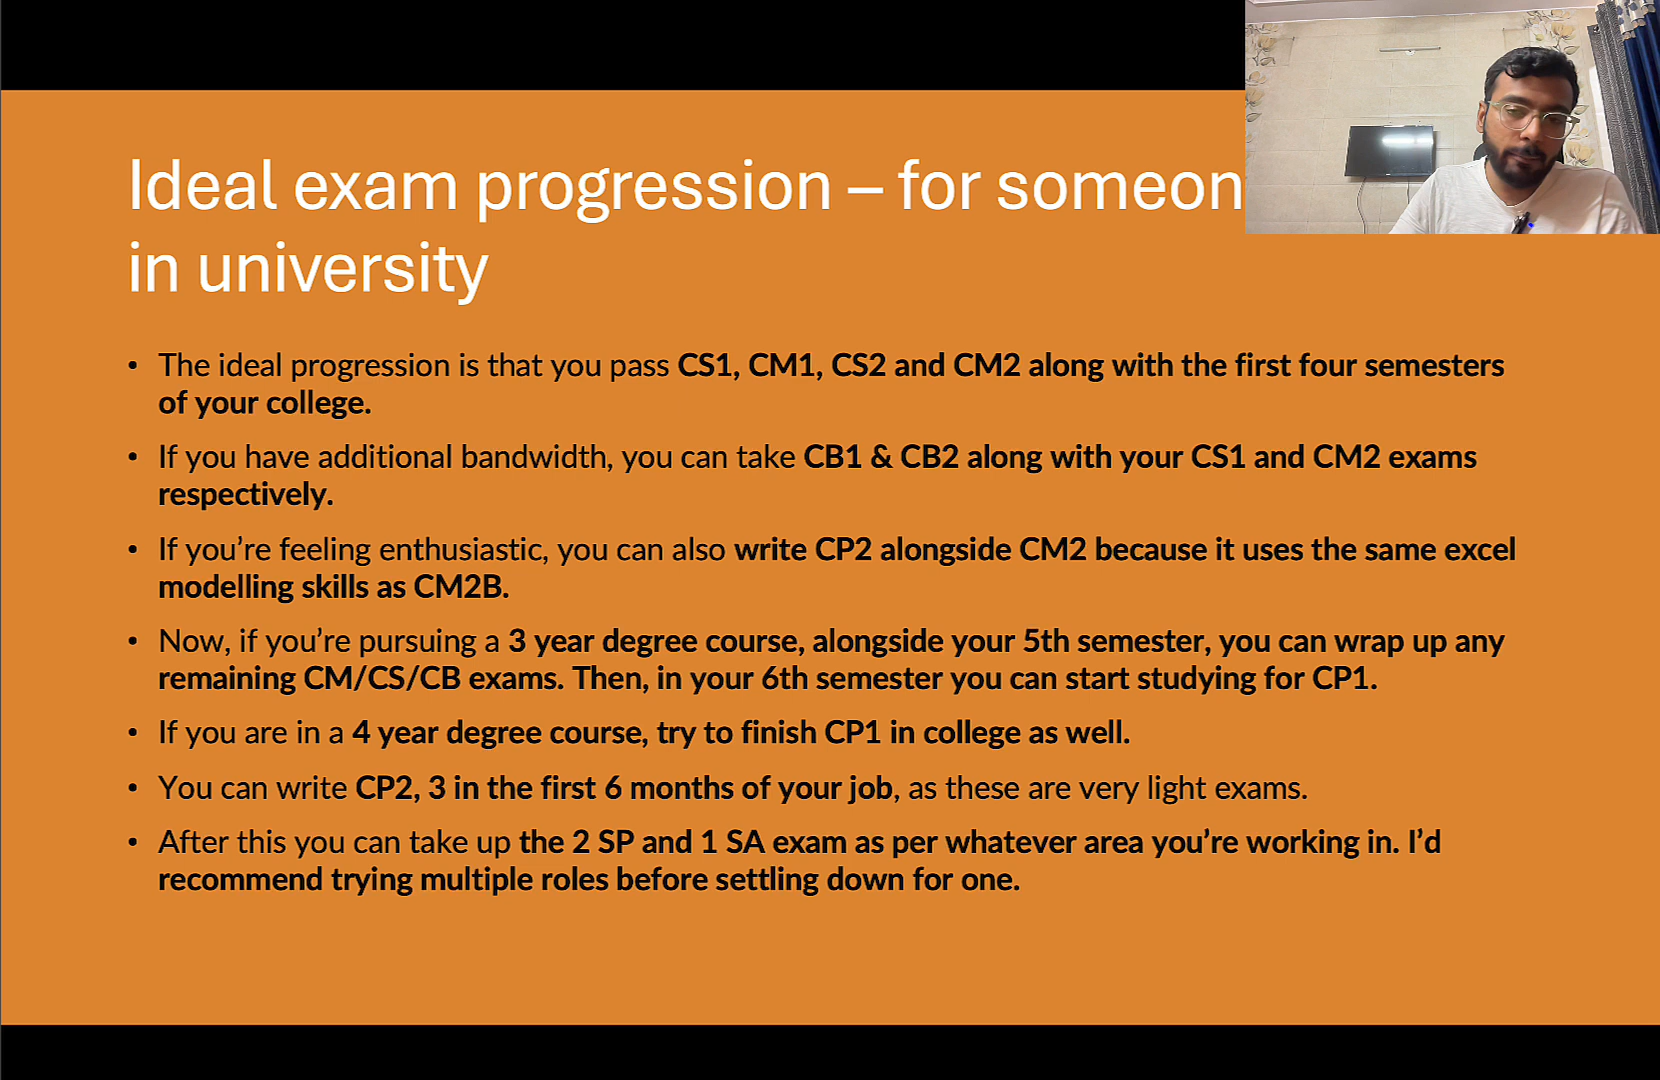 Ideal exam progression – for someon
in university
• The ideal progression is that you pass CS1, CM1, CS2 and CM2 along with the first four semesters
of your college.
• If you have additional bandwidth, you can take CB1 & CB2 along with your CS1 and CM2 exams
respectively.
• If you’re feeling enthusiastic, you can also write CP2 alongside CM2 because it uses the same excel
modelling skills as CM2B.
• Now, if you’re pursuing a 3 year degree course, alongside your 5th semester, you can wrap up any
remaining CM/CS/CB exams. Then, in your 6th semester you can start studying for CP1.
• If you are in a 4 year degree course, try to finish CP1 in college as well.
• You can write CP2, 3 in the first 6 months of your job, as these are very light exams.
• After this you can take up the 2 SP and 1 SA exam as per whatever area you’re working in. I’d
recommend trying multiple roles before settling down for one.